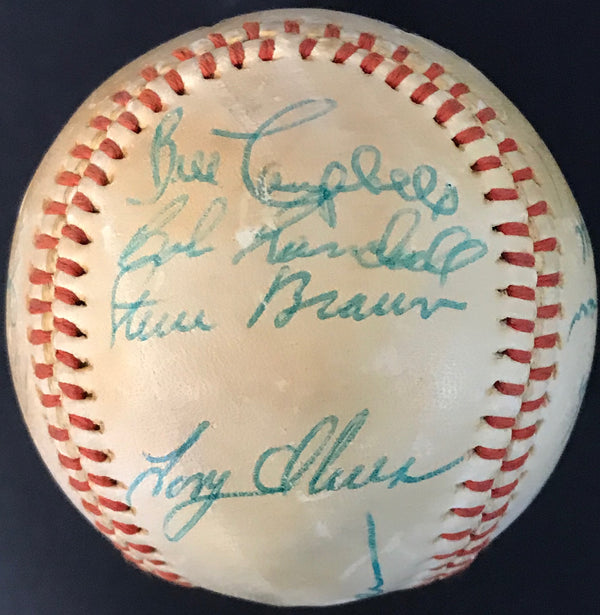 Bill Campbell
Bob Randall
Steve Braun
Tony Oliva